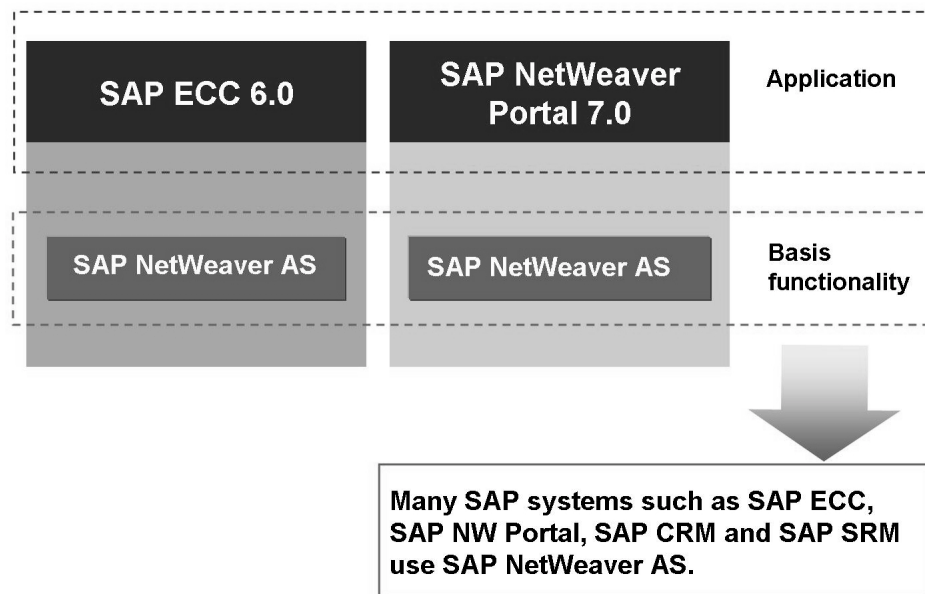 SAP ECC 6.0
SAP NetWeaver
Portal 7.0
Application
SAP NetWeaver AS
SAP NetWeaver AS
Basis
functionality
Many SAP systems such as SAP ECC,
SAP NW Portal, SAP CRM and SAP SRM
use SAP NetWeaver AS.